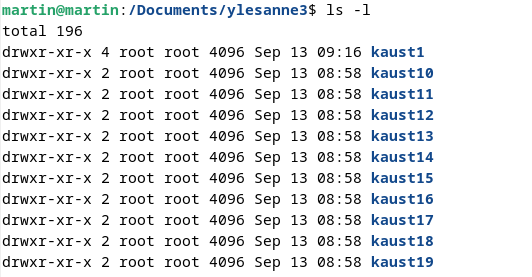 martin@martin:/Documents/ylesanne3$ ls -l
total 196
drwxr-xr-x 4 root root 4096 Sep 13 09:16 kaust1
drwxr-xr-x 2 root root 4096 Sep 13 08:58 kaust10
drwxr-xr-x 2 root root 4096 Sep 13 08:58 kaust11
drwxr-xr-x 2 root root 4096 Sep 13 08:58 kaust12
drwxr-xr-x 2 root root 4096 Sep 13 08:58 kaust13
drwxr-xr-x 2 root root 4096 Sep 13 08:58 kaust14
drwxr-xr-x 2 root root 4096 Sep 13 08:58 kaust15
drwxr-xr-x 2 root root 4096 Sep 13 08:58 kaust16
drwxr-xr-x 2 root root 4096 Sep 13 08:58 kaust17
drwxr-xr-x 2 root root 4096 Sep 13 08:58 kaust18
drwxr-xr-x 2 root root 4096 Sep 13 08:58 kaust19